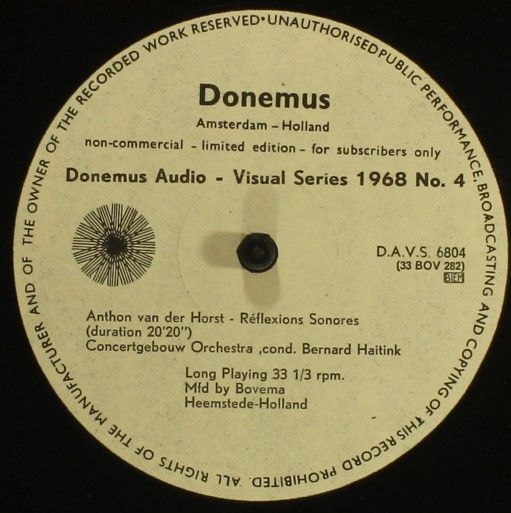 ALL RIGHTS OF THE MANUFACTURER AND OF THE OWNER OF THE RECORDED WORK RESERVED•UNAUTHORISED PUBLIC PERFORMANCE, BROADCASTING AND COPYING OF THIS RECORD PROHIBITED.
Donemus
Amsterdam - Holland
non-commercial - limited edition - for subscribers only
Donemus Audio - Visual Series 1968 No. 4
D.A.V.S. 6804
(33 BOV 282)
BIEM
Anthon van der Horst - Réflexions Sonores
(duration 20'20")
Concertgebouw Orchestra ,cond. Bernard Haitink
Long Playing 33 1/3 rpm.
Mfd by Bovema
Heemstede-Holland